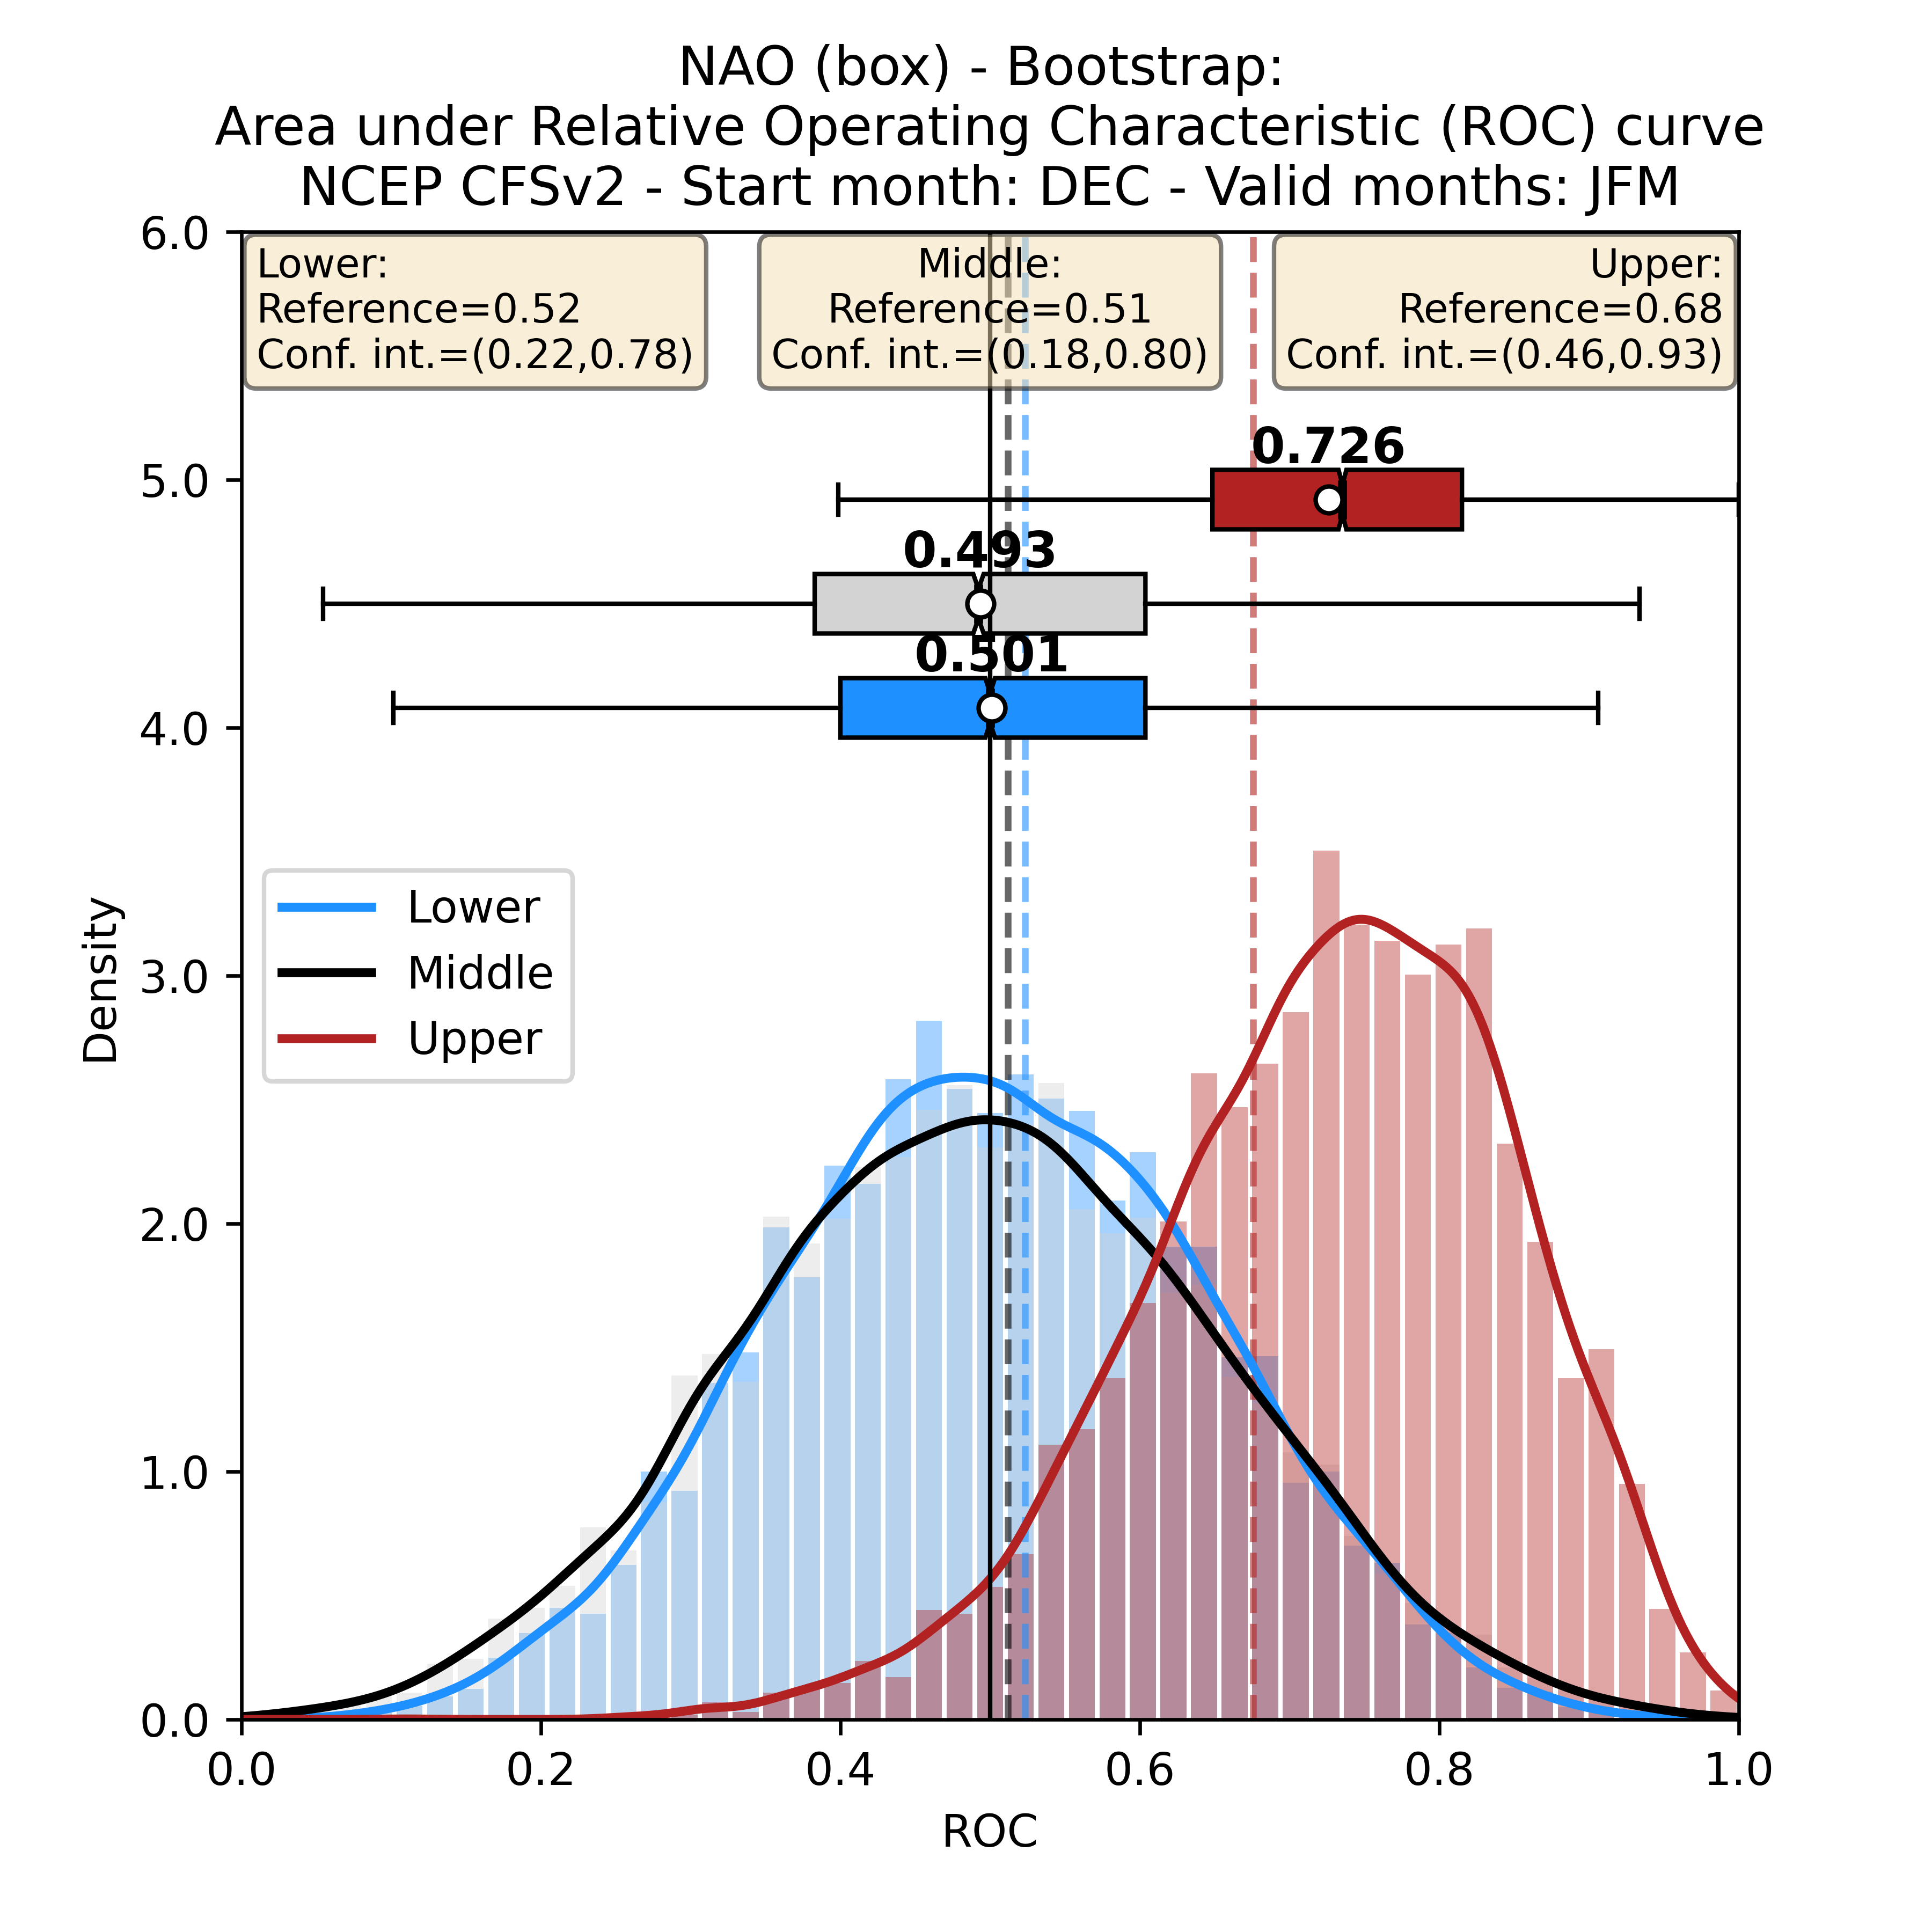 NAO (box) - Bootstrap:
Area under Relative Operating Characteristic (ROC) curve
NCEP CFSv2 - Start month: DEC - Valid months: JFM
Lower:
Reference=0.52
Conf. int.=(0.22,0.78)
Middle:
Reference=0.51
Conf. int.=(0.18,0.80)
Upper:
Reference=0.68
Conf. int.=(0.46,0.93)
0.726
0.493
0.501
Lower
Middle
Upper
Density
6.0
5.0
4.0
3.0
2.0
1.0
0.0
0.0 0.2 0.4 0.6 0.8 1.0
ROC